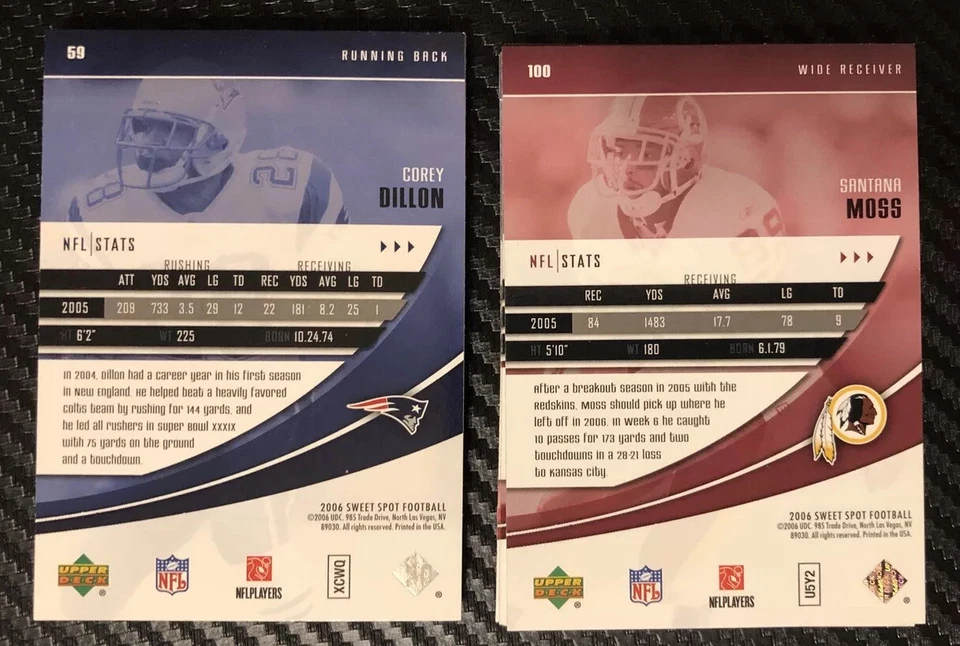 59
RUNNING BACK
28
COREY
DILLON
NFL|STATS
RUSHING RECEIVING
ATT YDS AVG LG TD REC YDS AVG LG TD
2005 209 733 3.5 29 12 22 181 8.2 25 1
HT 6'2" WT 225 BORN 10.24.74
In 2004, Dillon had a career year in his first season
in New England. He helped beat a heavily favored
Colts team by rushing for 144 yards, and
he led all rushers in Super Bowl XXXIX
with 75 yards on the ground
and a touchdown.
2006 SWEET SPOT FOOTBALL
©2006 UDC. 985 Trade Drive, North Las Vegas, NV
89030. All rights reserved. Printed in the USA.
UPPER
DECK
®
NFL
NFLPLAYERS
XCWQ
®
100
WIDE RECEIVER
SANTANA
MOSS
NFL|STATS
RECEIVING
REC YDS AVG LG TD
2005 84 1483 17.7 78 9
HT 5'10" WT 180 BORN 6.1.79
After a breakout season in 2005 with the
Redskins, Moss should pick up where he
left off in 2006. In Week 6 he caught
10 passes for 173 yards and two
touchdowns in a 28-21 loss
to Kansas City.
2006 SWEET SPOT FOOTBALL
©2006 UDC. 985 Trade Drive, North Las Vegas, NV
89030. All rights reserved. Printed in the USA.
UPPER
DECK
®
NFL
NFLPLAYERS
U5Y2
®